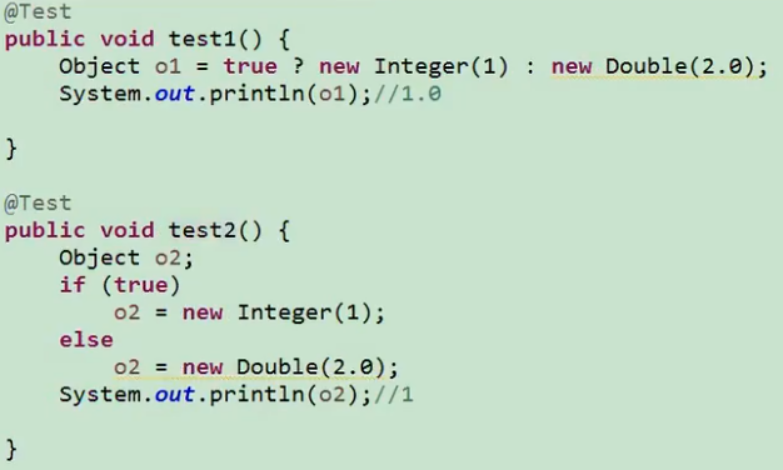 @Test
public void test1() {
    Object o1 = true ? new Integer(1) : new Double(2.0);
    System.out.println(o1);//1.0
}
@Test
public void test2() {
    Object o2;
    if (true)
        o2 = new Integer(1);
    else
        o2 = new Double(2.0);
    System.out.println(o2);//1
}